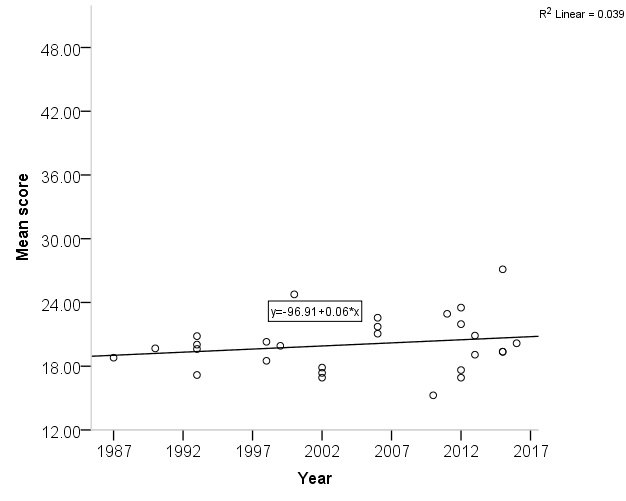 R2 Linear = 0.039
48.00
42.00
36.00
30.00
24.00
18.00
12.00
Mean score
y=-96.91+0.06*x
1987 1992 1997 2002 2007 2012 2017
Year